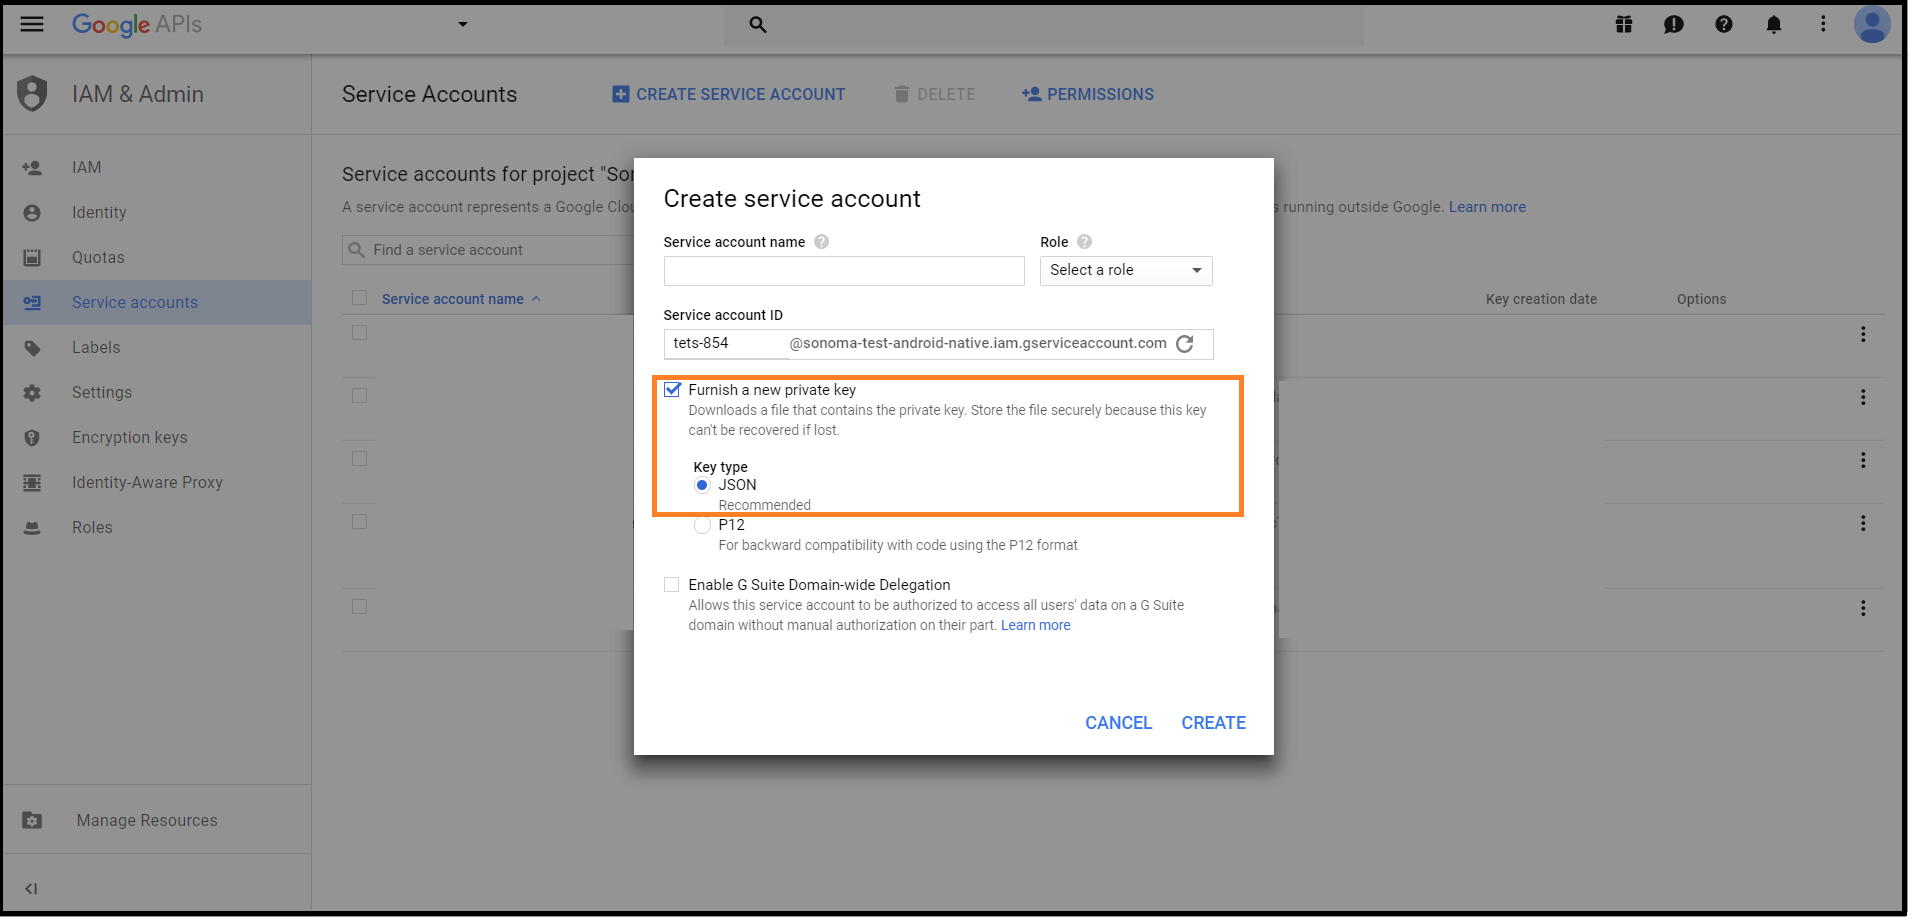 Google APIs
IAM & Admin
Service Accounts
CREATE SERVICE ACCOUNT
DELETE
PERMISSIONS
IAM
Identity
Quotas
Service accounts
Labels
Settings
Encryption keys
Identity-Aware Proxy
Roles
Manage Resources
Service accounts for project "So
A service account represents a Google Clo
s running outside Google. Learn more
Find a service account
Service account name
Key creation date
Options
Create service account
Service account name
Role
Select a role
Service account ID
tets-854
@sonoma-test-android-native.iam.gserviceaccount.com
Furnish a new private key
Downloads a file that contains the private key. Store the file securely because this key
can't be recovered if lost.
Key type
JSON
Recommended
P12
For backward compatibility with code using the P12 format
Enable G Suite Domain-wide Delegation
Allows this service account to be authorized to access all users' data on a G Suite
domain without manual authorization on their part. Learn more
CANCEL
CREATE